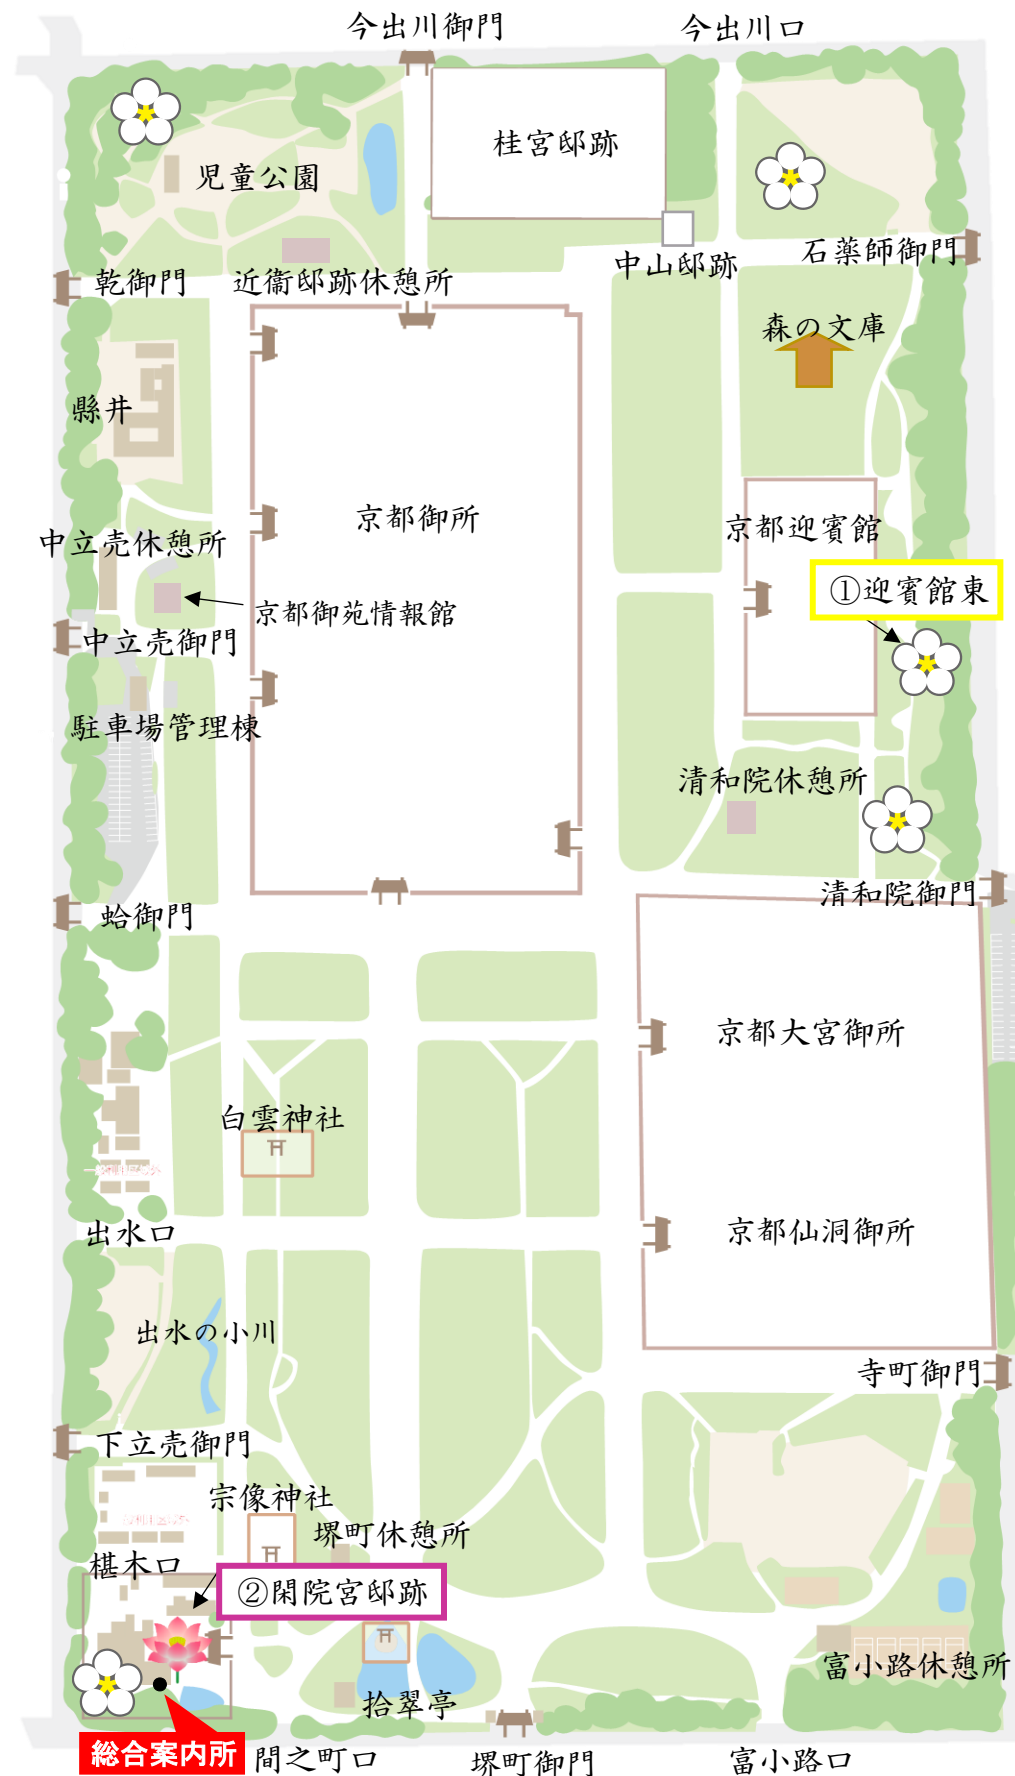 今出川御門
今出川口
桂宮邸跡
児童公園
中山邸跡
石薬師御門
乾御門
近衞邸跡休憩所
森の文庫
縣井
京都御所
京都迎賓館
中立売休憩所
①迎賓館東
京都御苑情報館
中立売御門
駐車場管理棟
清和院休憩所
清和院御門
蛤御門
京都大宮御所
白雲神社
出水口
京都仙洞御所
出水の小川
寺町御門
下立売御門
宗像神社
堺町休憩所
椹木口
②閑院宮邸跡
富小路休憩所
拾翠亭
総合案内所
間之町口
堺町御門
富小路口